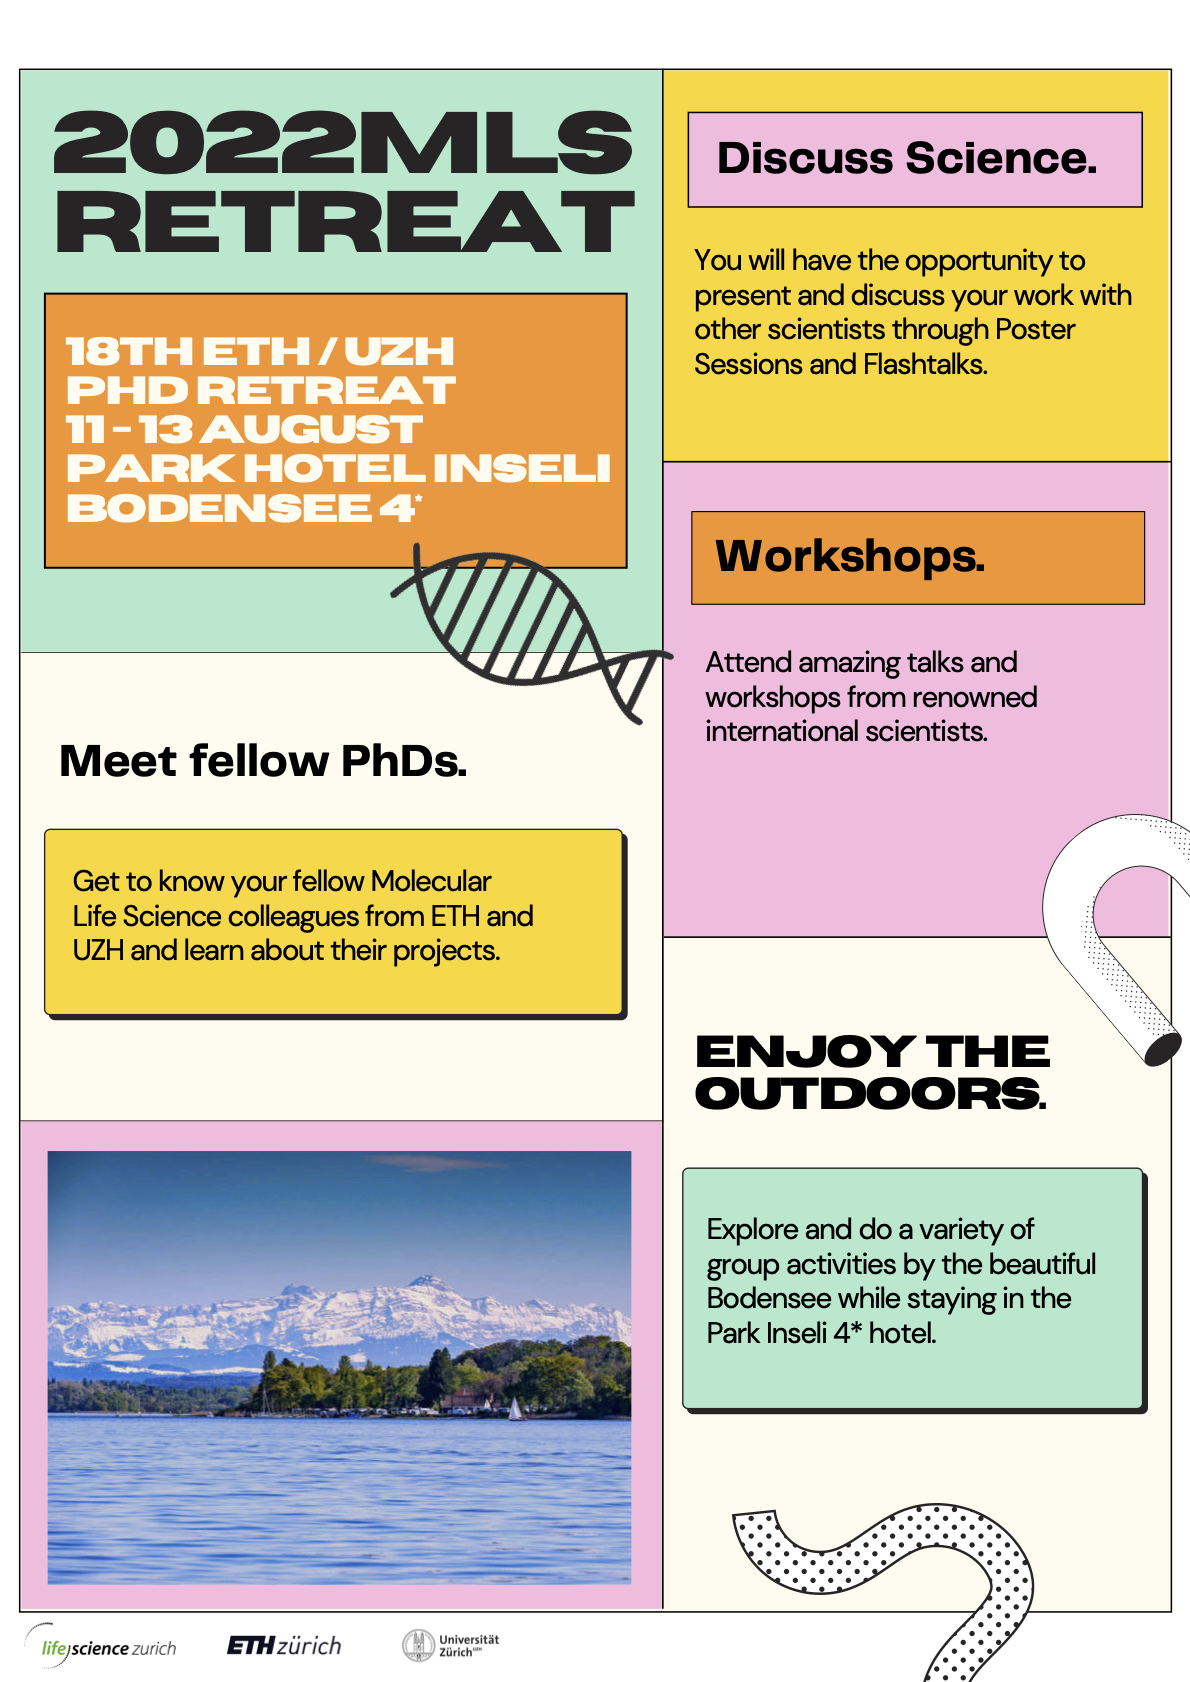 2022MLS
RETREAT
18TH ETH / UZH
PHD RETREAT
11 - 13 AUGUST
PARK HOTEL INSELI
BODENSEE 4*
Meet fellow PhDs.
Get to know your fellow Molecular
Life Science colleagues from ETH and
UZH and learn about their projects.
Discuss Science.
You will have the opportunity to
present and discuss your work with
other scientists through Poster
Sessions and Flashtalks.
Workshops.
Attend amazing talks and
workshops from renowned
international scientists.
ENJOY THE
OUTDOORS.
Explore and do a variety of
group activities by the beautiful
Bodensee while staying in the
Park Inseli 4* hotel.
life science zurich
ETH zürich
Universität
Zürich UZH